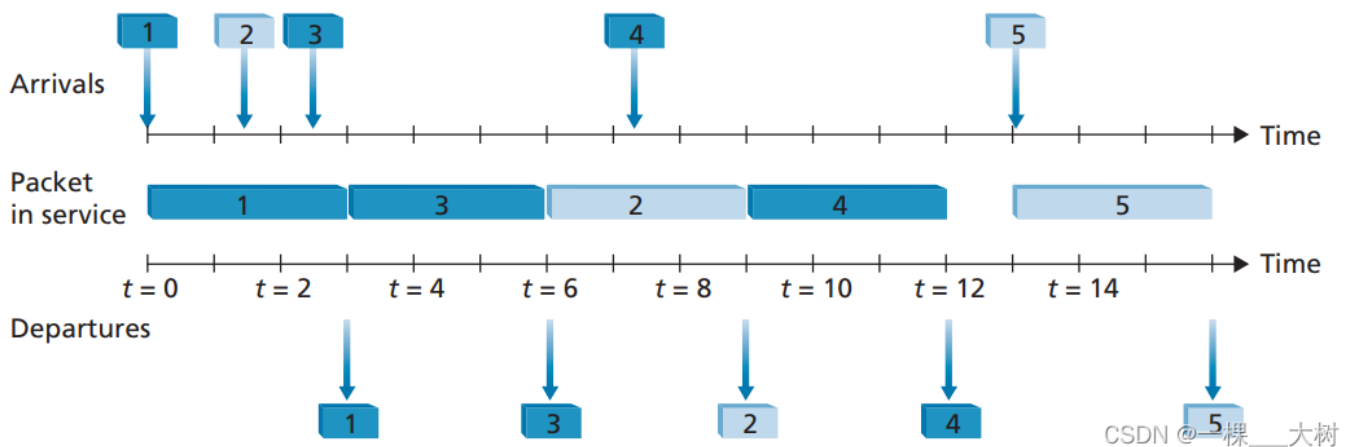 1 2 3 4 5
Arrivals
Time
Packet
in service
1 3 2 4 5
Time
t = 0 t = 2 t = 4 t = 6 t = 8 t = 10 t = 12 t = 14
Departures
1 3 2 4 5
CSDN @一棵___大树